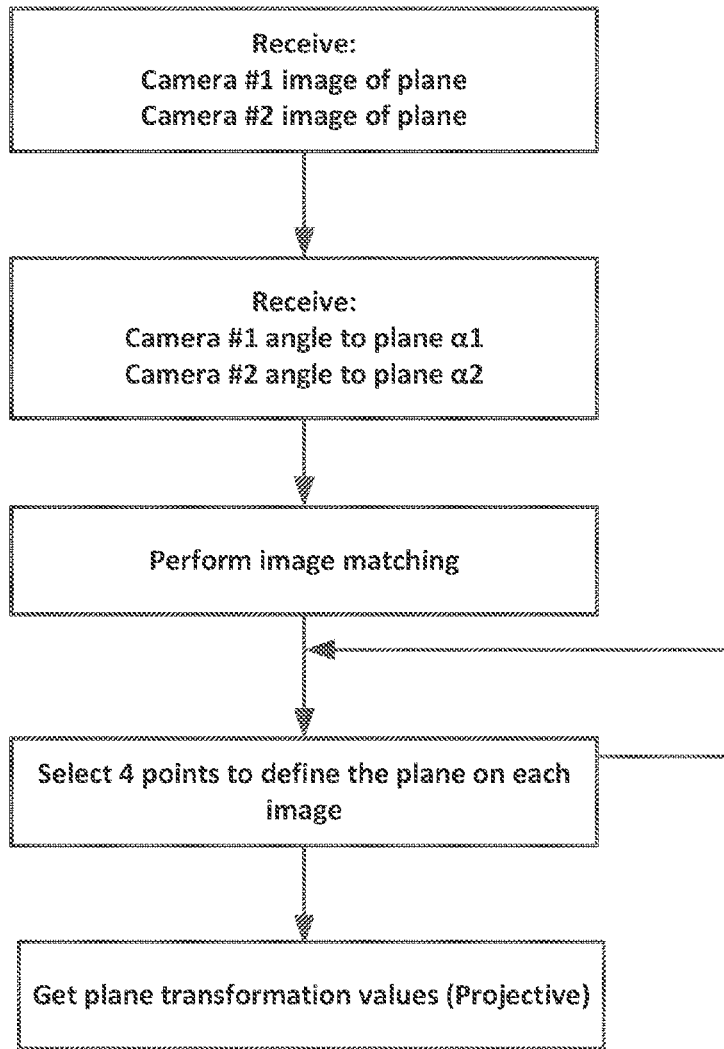 Receive:
Camera #1 image of plane
Camera #2 image of plane
Receive:
Camera #1 angle to plane α1
Camera #2 angle to plane α2
Perform image matching
Select 4 points to define the plane on each
image
Get plane transformation values (Projective)